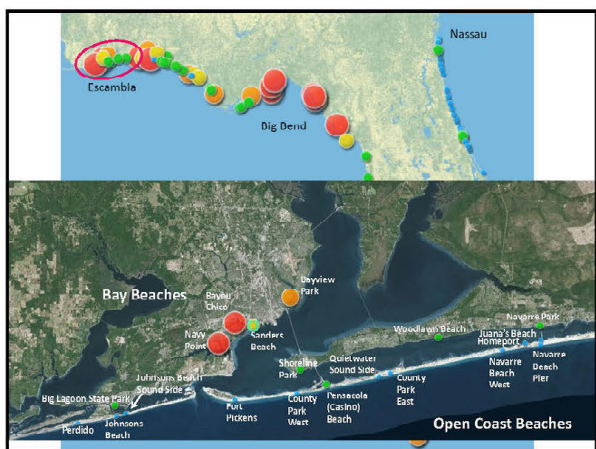 Nassau
Escambia
Big Bend
Bay Beaches
Bayview
Park
Bayou
Chico
Sanders
Beach
Navy
Point
Navarre Park
Woodlawn Beach
Juana's Beach
Homeport
Navarre
Beach
West
Navarre
Beach
Pier
Shoreline
Park
Quietwater
Sound Side
Johnsons Beach
Sound Side
Big Lagoon State Park
County
Park
East
Pensacola
(Casino)
Beach
County
Park
West
Fort
Pickens
Johnsons
Beach
Perdido
Open Coast Beaches